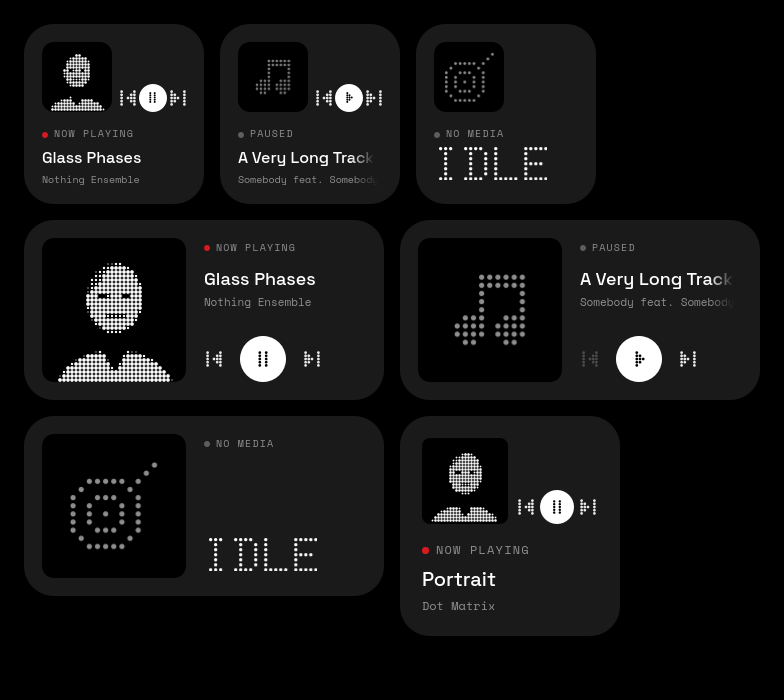 NOW PLAYING
Glass Phases
Nothing Ensemble
PAUSED
A Very Long Track
Somebody feat. Somebody
NO MEDIA
IDLE
NOW PLAYING
Glass Phases
Nothing Ensemble
PAUSED
A Very Long Track
Somebody feat. Somebody
NO MEDIA
IDLE
NOW PLAYING
Portrait
Dot Matrix